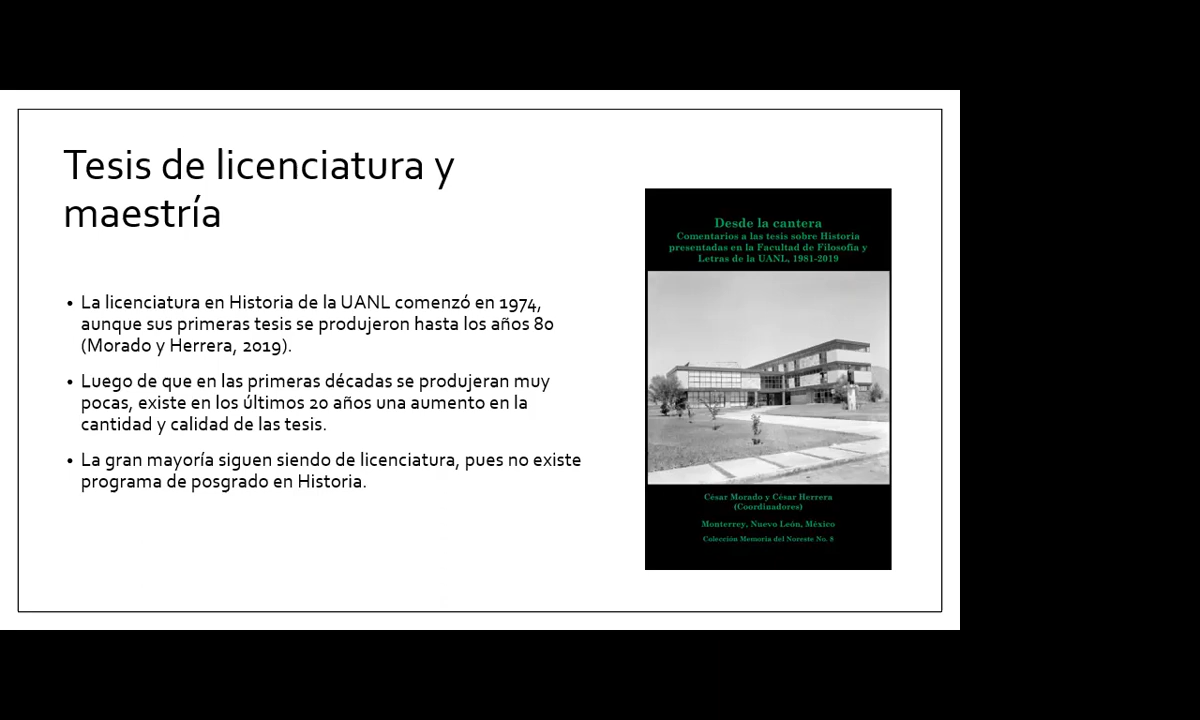 Tesis de licenciatura y
maestría
• La licenciatura en Historia de la UANL comenzó en 1974,
aunque sus primeras tesis se produjeron hasta los años 80
(Morado y Herrera, 2019).
• Luego de que en las primeras décadas se produjeran muy
pocas, existe en los últimos 20 años una aumento en la
cantidad y calidad de las tesis.
• La gran mayoría siguen siendo de licenciatura, pues no existe
programa de posgrado en Historia.
Desde la cantera
Comentarios a las tesis sobre Historia
presentadas en la Facultad de Filosofía y
Letras de la UANL, 1981-2019
César Morado y César Herrera
(Coordinadores)
Monterrey, Nuevo León, México
Colección Memoria del Noreste No. 8